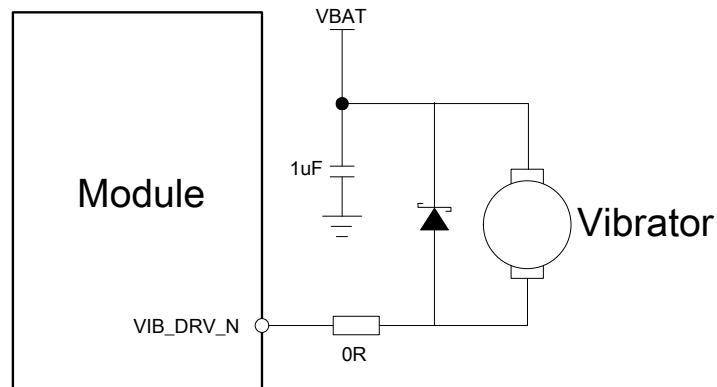 VBAT
1uF
Module
Vibrator
VIB_DRV_N
0R